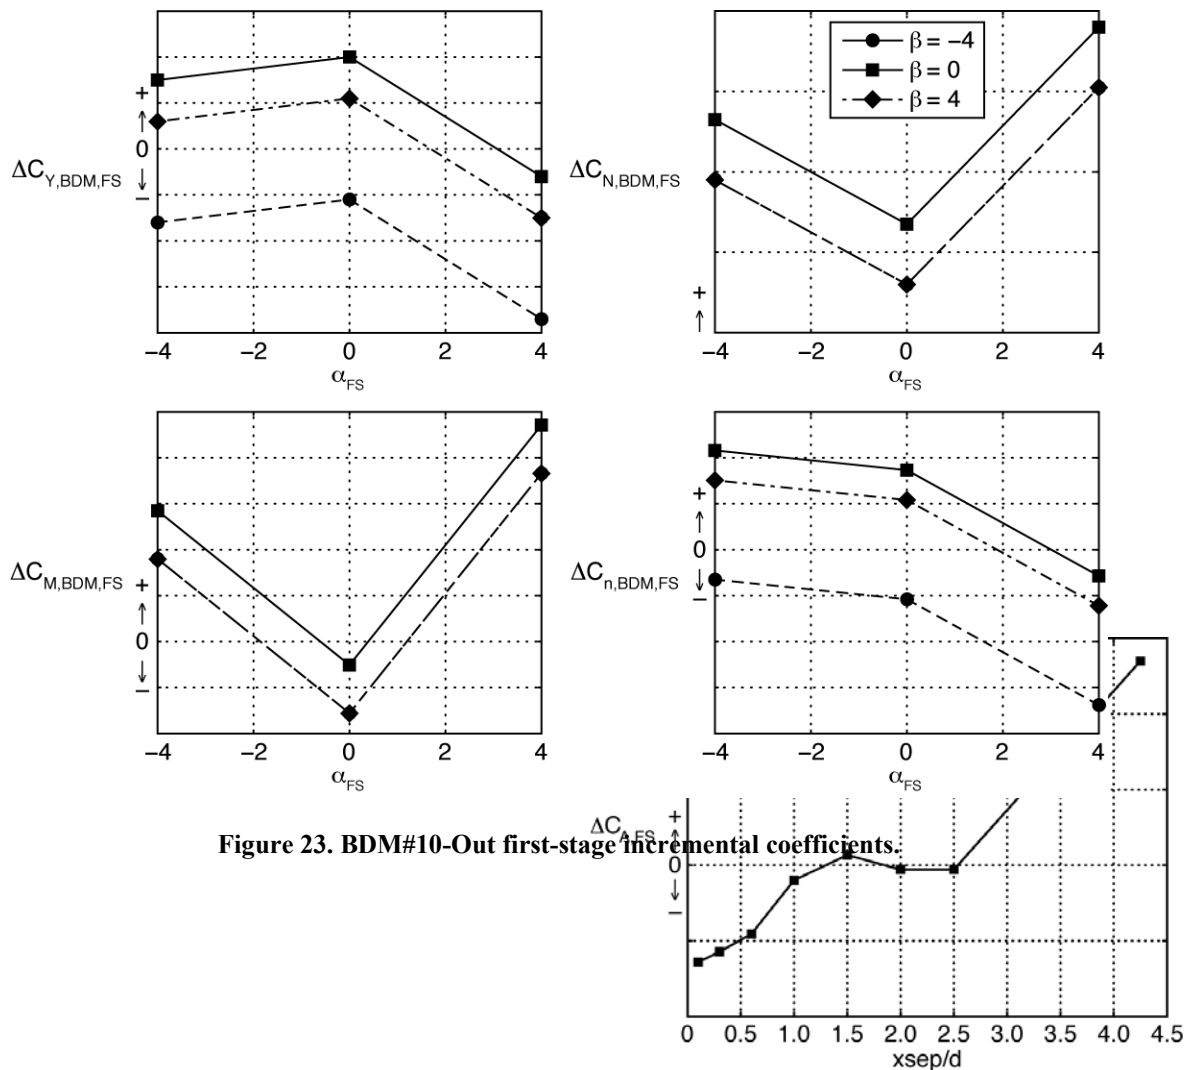 +
↑
0
↓
−
ΔC_Y,BDM,FS
−4 −2 0 2 4
α_FS
β = −4
β = 0
β = 4
ΔC_N,BDM,FS
+
↑
−4 −2 0 2 4
α_FS
ΔC_M,BDM,FS
+
↑
0
↓
−
−4 −2 0 2 4
α_FS
+
↑
0
↓
−
ΔC_n,BDM,FS
−4 −2 0 2 4
α_FS
Figure 23. BDM#10-Out first-stage incremental coefficients.
ΔC_A,FS
+
↑
0
↓
−
0 0.5 1.0 1.5 2.0 2.5 3.0 3.5 4.0 4.5
xsep/d